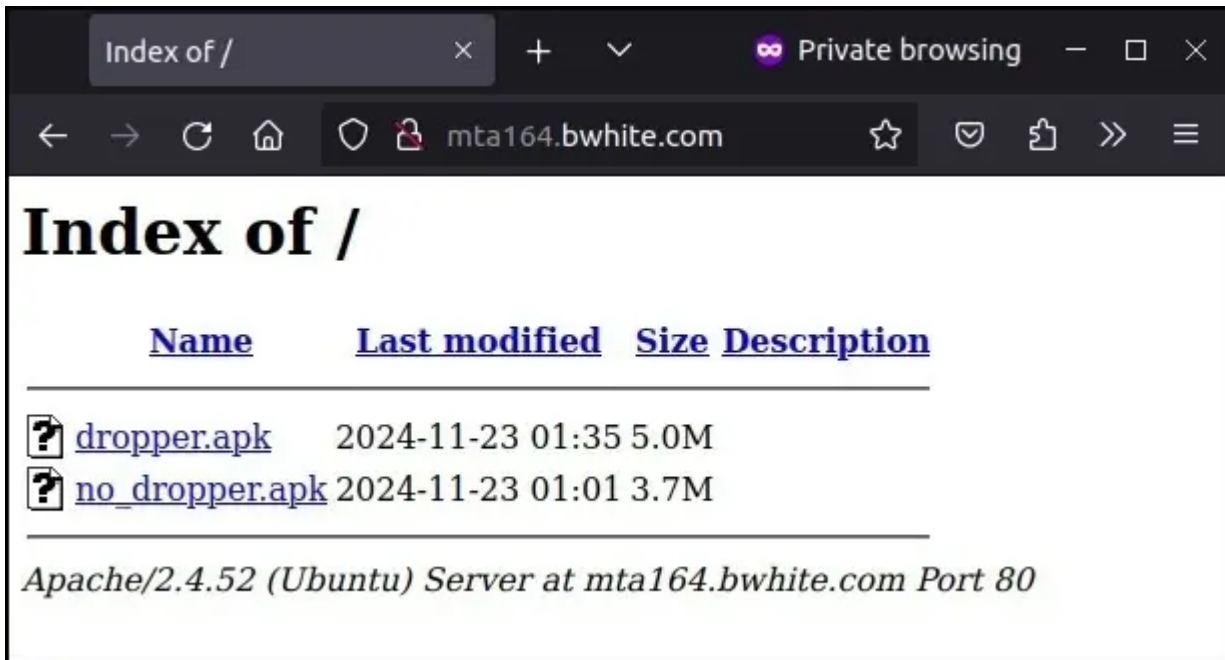 Index of /
Private browsing
mta164.bwhite.com
Index of /
Name Last modified Size Description
dropper.apk 2024-11-23 01:35 5.0M
no_dropper.apk 2024-11-23 01:01 3.7M
Apache/2.4.52 (Ubuntu) Server at mta164.bwhite.com Port 80